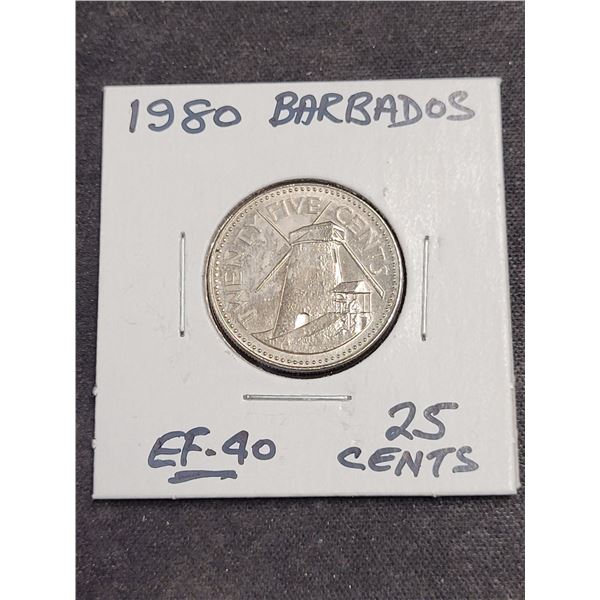 1980 BARBADOS
TWENTY FIVE CENTS
EF-40
25
CENTS